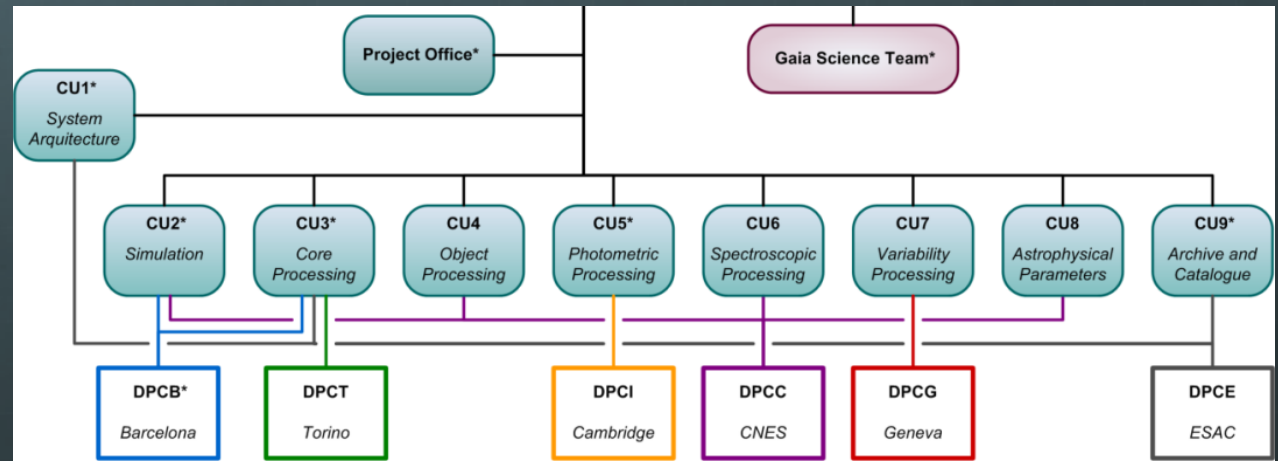 Project Office*
Gaia Science Team*
CU1*
System
Arquitecture
CU2*
Simulation
CU3*
Core
Processing
CU4
Object
Processing
CU5*
Photometric
Processing
CU6
Spectroscopic
Processing
CU7
Variability
Processing
CU8
Astrophysical
Parameters
CU9*
Archive and
Catalogue
DPCB*
Barcelona
DPCT
Torino
DPCI
Cambridge
DPCC
CNES
DPCG
Geneva
DPCE
ESAC